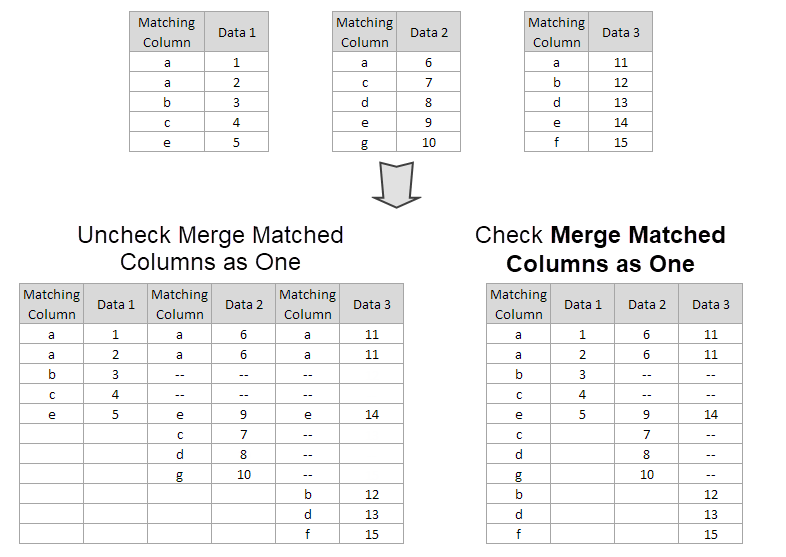 Matching Column Data 1
a 1
a 2
b 3
c 4
e 5
Matching Column Data 2
a 6
c 7
d 8
e 9
g 10
Matching Column Data 3
a 11
b 12
d 13
e 14
f 15
Uncheck Merge Matched
Columns as One
Matching Column Data 1 Matching Column Data 2 Matching Column Data 3
a 1 a 6 a 11
a 2 a 6 a 11
b 3 -- -- --
c 4 -- -- --
e 5 e 9 e 14
c 7 --
d 8 --
g 10 --
b 12
d 13
f 15
Check Merge Matched
Columns as One
Matching Column Data 1 Data 2 Data 3
a 1 6 11
a 2 6 11
b 3 -- --
c 4 -- --
e 5 9 14
c 7 --
d 8 --
g 10 --
b 12
d 13
f 15